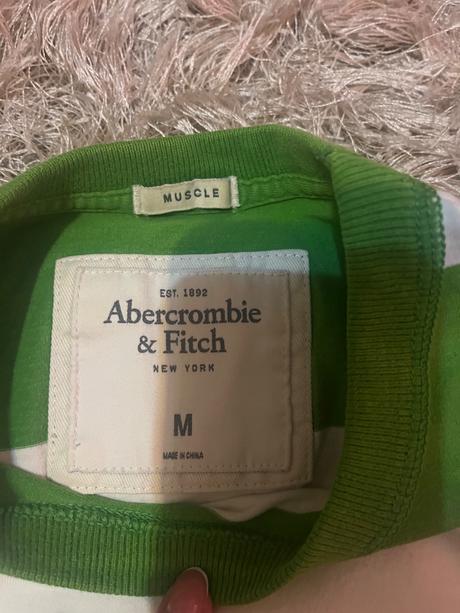 MUSCLE
EST. 1892
Abercrombie
& Fitch
NEW YORK
M
MADE IN CHINA